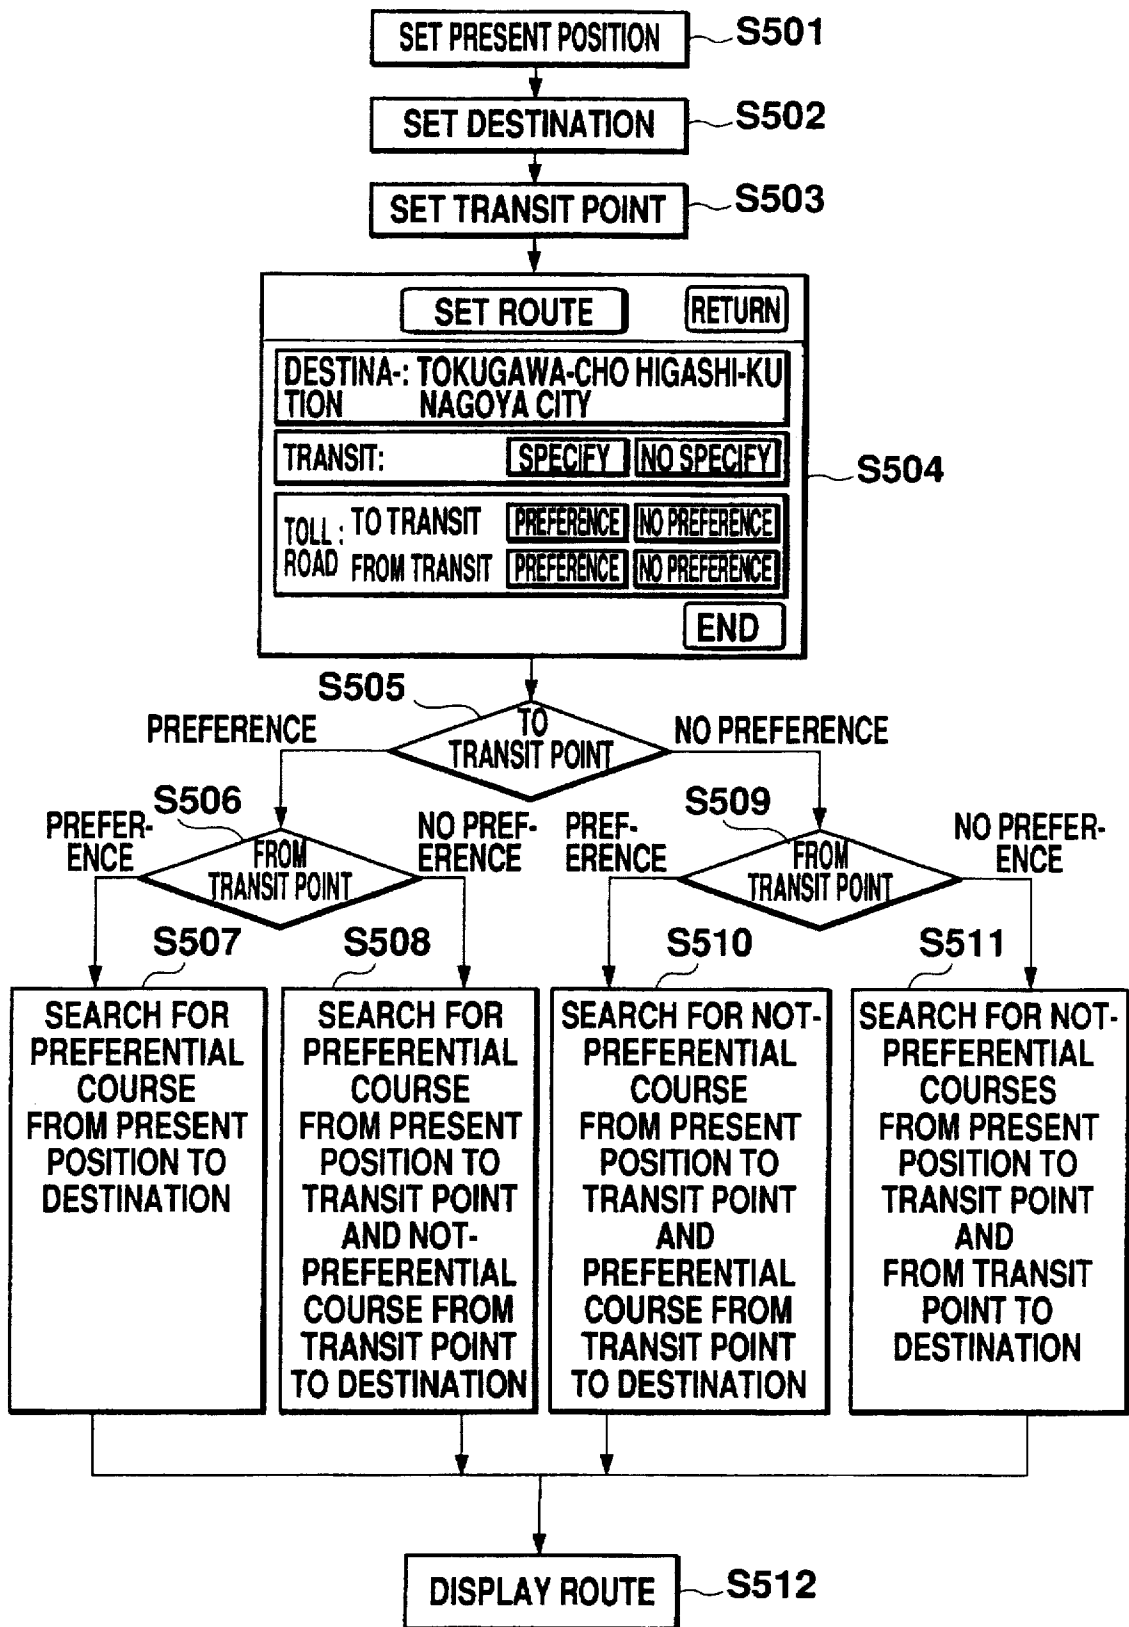 SET PRESENT POSITION
S501
SET DESTINATION
S502
SET TRANSIT POINT
S503
SET ROUTE
RETURN
DESTINA-: TOKUGAWA-CHO HIGASHI-KU
TION NAGOYA CITY
TRANSIT: SPECIFY NO SPECIFY
S504
TOLL : TO TRANSIT PREFERENCE NO PREFERENCE
ROAD FROM TRANSIT PREFERENCE NO PREFERENCE
END
S505
PREFERENCE
TO
TRANSIT POINT
NO PREFERENCE
S506
PREFER-
ENCE
FROM
TRANSIT POINT
NO PREF-
ERENCE
S509
PREF-
ERENCE
FROM
TRANSIT POINT
NO PREFER-
ENCE
S507
SEARCH FOR
PREFERENTIAL
COURSE
FROM PRESENT
POSITION TO
DESTINATION
S508
SEARCH FOR
PREFERENTIAL
COURSE
FROM PRESENT
POSITION TO
TRANSIT POINT
AND NOT-
PREFERENTIAL
COURSE FROM
TRANSIT POINT
TO DESTINATION
S510
SEARCH FOR NOT-
PREFERENTIAL
COURSE
FROM PRESENT
POSITION TO
TRANSIT POINT
AND
PREFERENTIAL
COURSE FROM
TRANSIT POINT
TO DESTINATION
S511
SEARCH FOR NOT-
PREFERENTIAL
COURSES
FROM PRESENT
POSITION TO
TRANSIT POINT
AND
FROM TRANSIT
POINT TO
DESTINATION
DISPLAY ROUTE
S512